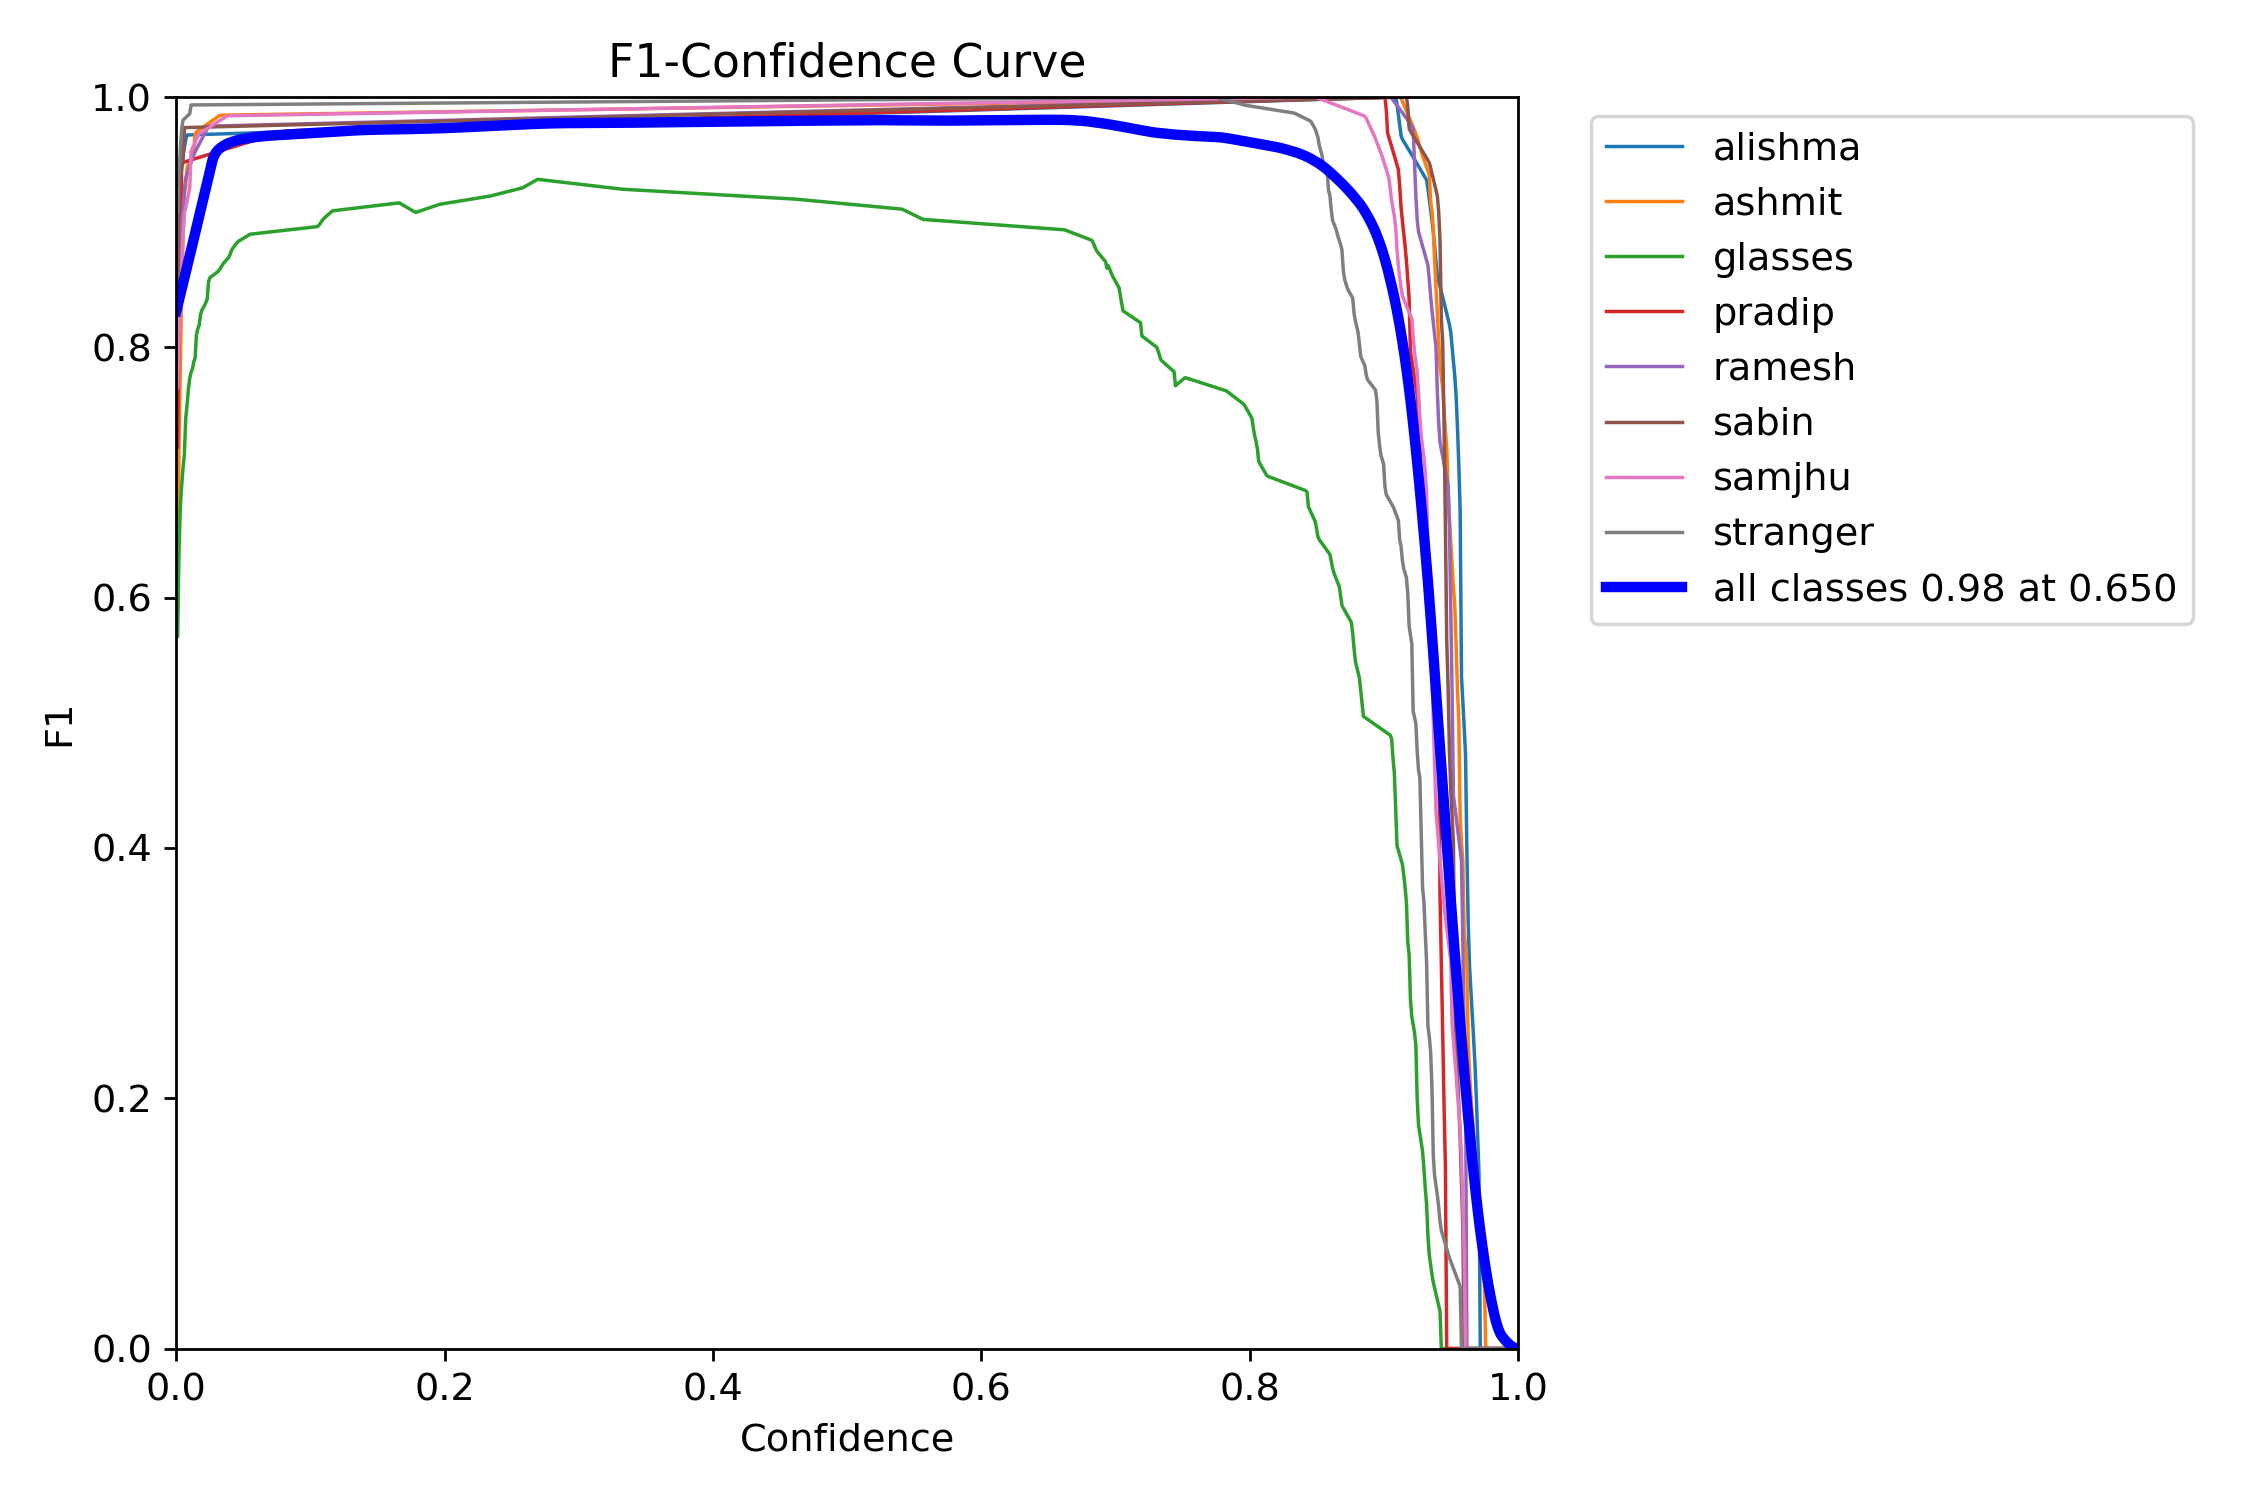 F1-Confidence Curve
1.0
0.8
0.6
0.4
0.2
0.0
F1
0.0 0.2 0.4 0.6 0.8 1.0
Confidence
alishma
ashmit
glasses
pradip
ramesh
sabin
samjhu
stranger
all classes 0.98 at 0.650